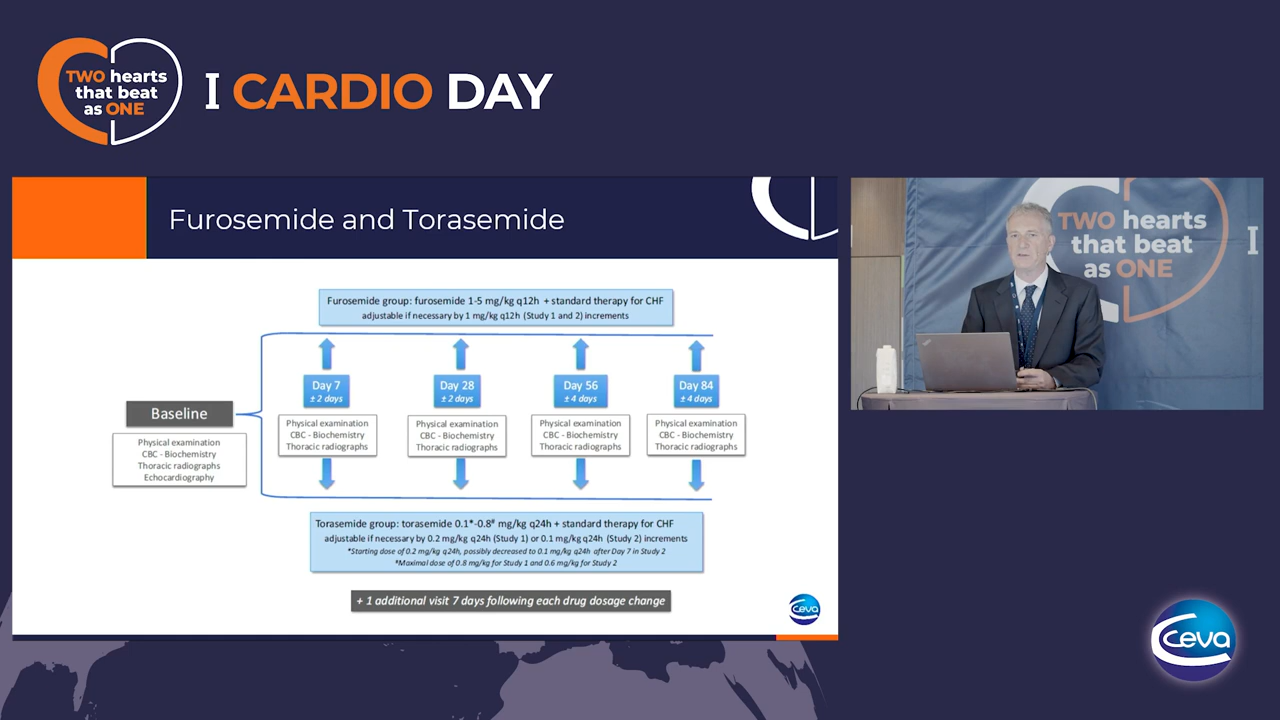 TWO hearts
that beat
as ONE
I CARDIO DAY
Furosemide and Torasemide
Furosemide group: furosemide 1-5 mg/kg q12h + standard therapy for CHF
adjustable if necessary by 1 mg/kg q12h (Study 1 and 2) increments
Day 7
± 2 days
Day 28
± 2 days
Day 56
± 4 days
Day 84
± 4 days
Baseline
Physical examination
CBC - Biochemistry
Thoracic radiographs
Echocardiography
Physical examination
CBC - Biochemistry
Thoracic radiographs
Physical examination
CBC - Biochemistry
Thoracic radiographs
Physical examination
CBC - Biochemistry
Thoracic radiographs
Physical examination
CBC - Biochemistry
Thoracic radiographs
Torasemide group: torasemide 0.1*-0.8# mg/kg q24h + standard therapy for CHF
adjustable if necessary by 0.2 mg/kg q24h (Study 1) or 0.1 mg/kg q24h (Study 2) increments
*Starting dose of 0.2 mg/kg q24h, possibly decreased to 0.1 mg/kg q24h after Day 7 in Study 2
#Maximal dose of 0.8 mg/kg for Study 1 and 0.6 mg/kg for Study 2
+ 1 additional visit 7 days following each drug dosage change
Ceva
TWO hearts
that beat
as ONE
I
Ceva